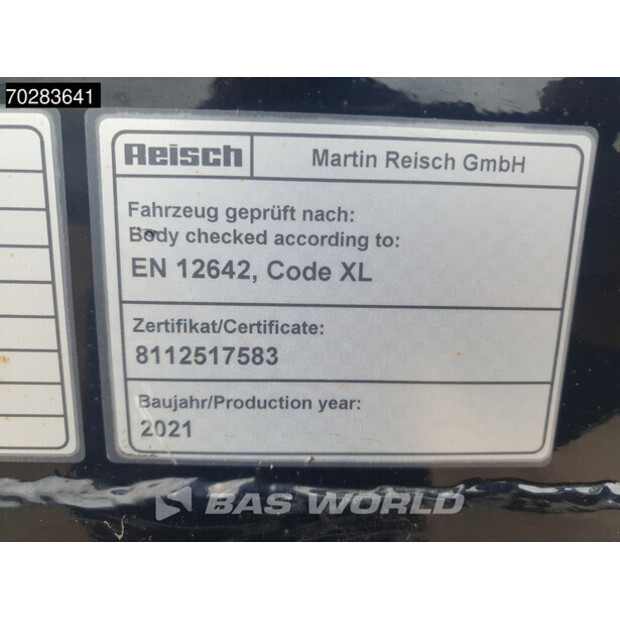 70283641
Reisch Martin Reisch GmbH
Fahrzeug geprüft nach:
Body checked according to:
EN 12642, Code XL
Zertifikat/Certificate:
8112517583
Baujahr/Production year:
2021
BAS WORLD